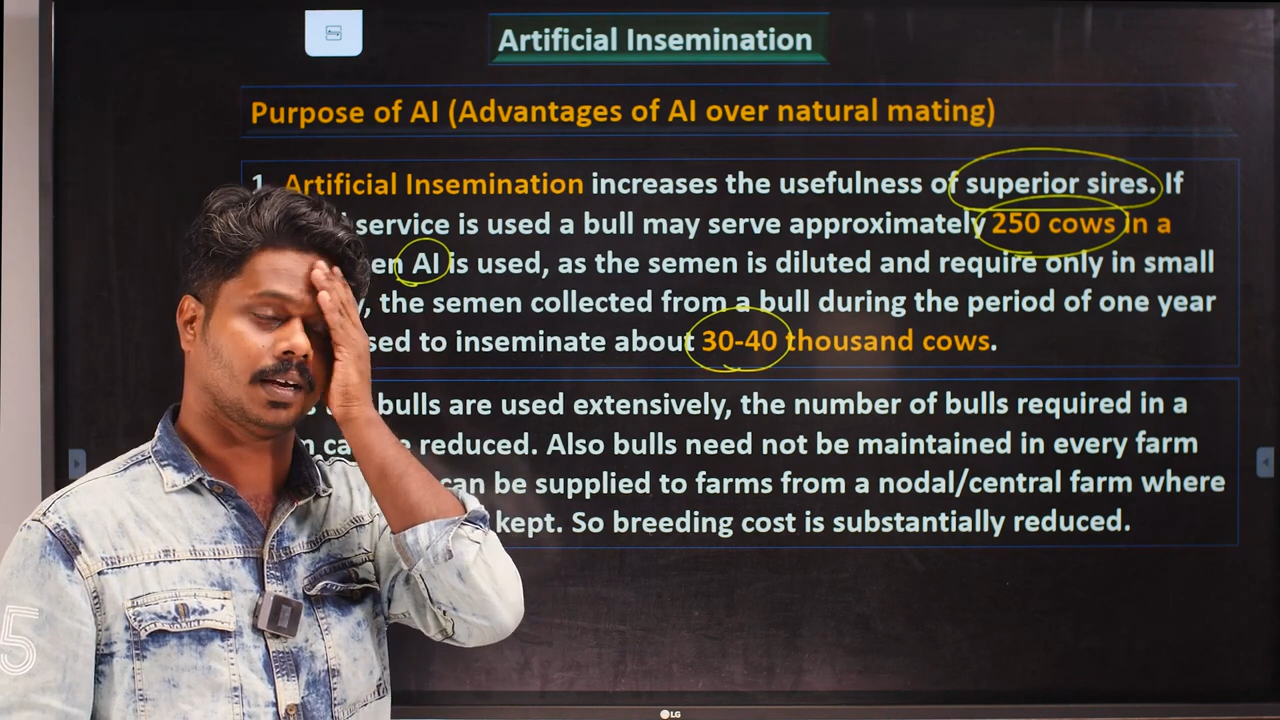 Artificial Insemination
Purpose of AI (Advantages of AI over natural mating)
1. Artificial Insemination increases the usefulness of superior sires. If
service is used a bull may serve approximately 250 cows in a
AI is used, as the semen is diluted and require only in small
the semen collected from a bull during the period of one year
to inseminate about 30-40 thousand cows.
bulls are used extensively, the number of bulls required in a
reduced. Also bulls need not be maintained in every farm
can be supplied to farms from a nodal/central farm where
kept. So breeding cost is substantially reduced.
5
LG